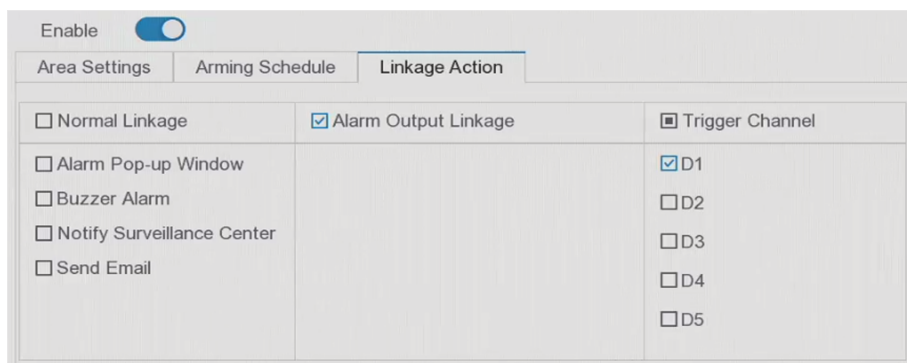 Enable
Area Settings Arming Schedule Linkage Action
Normal Linkage Alarm Output Linkage Trigger Channel
Alarm Pop-up Window D1
Buzzer Alarm D2
Notify Surveillance Center D3
Send Email D4
D5